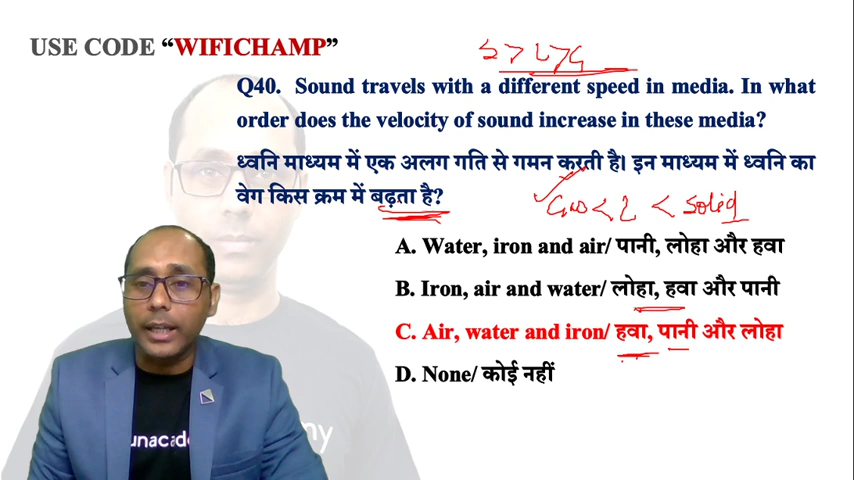 USE CODE “WIFICHAMP”
S > L > G
Q40. Sound travels with a different speed in media. In what
order does the velocity of sound increase in these media?
ध्वनि माध्यम में एक अलग गति से गमन करती है। इन माध्यम में ध्वनि का
वेग किस क्रम में बढ़ता है?
Gas < L < Solid
A. Water, iron and air/ पानी, लोहा और हवा
B. Iron, air and water/ लोहा, हवा और पानी
C. Air, water and iron/ हवा, पानी और लोहा
D. None/ कोई नहीं
unacade
my